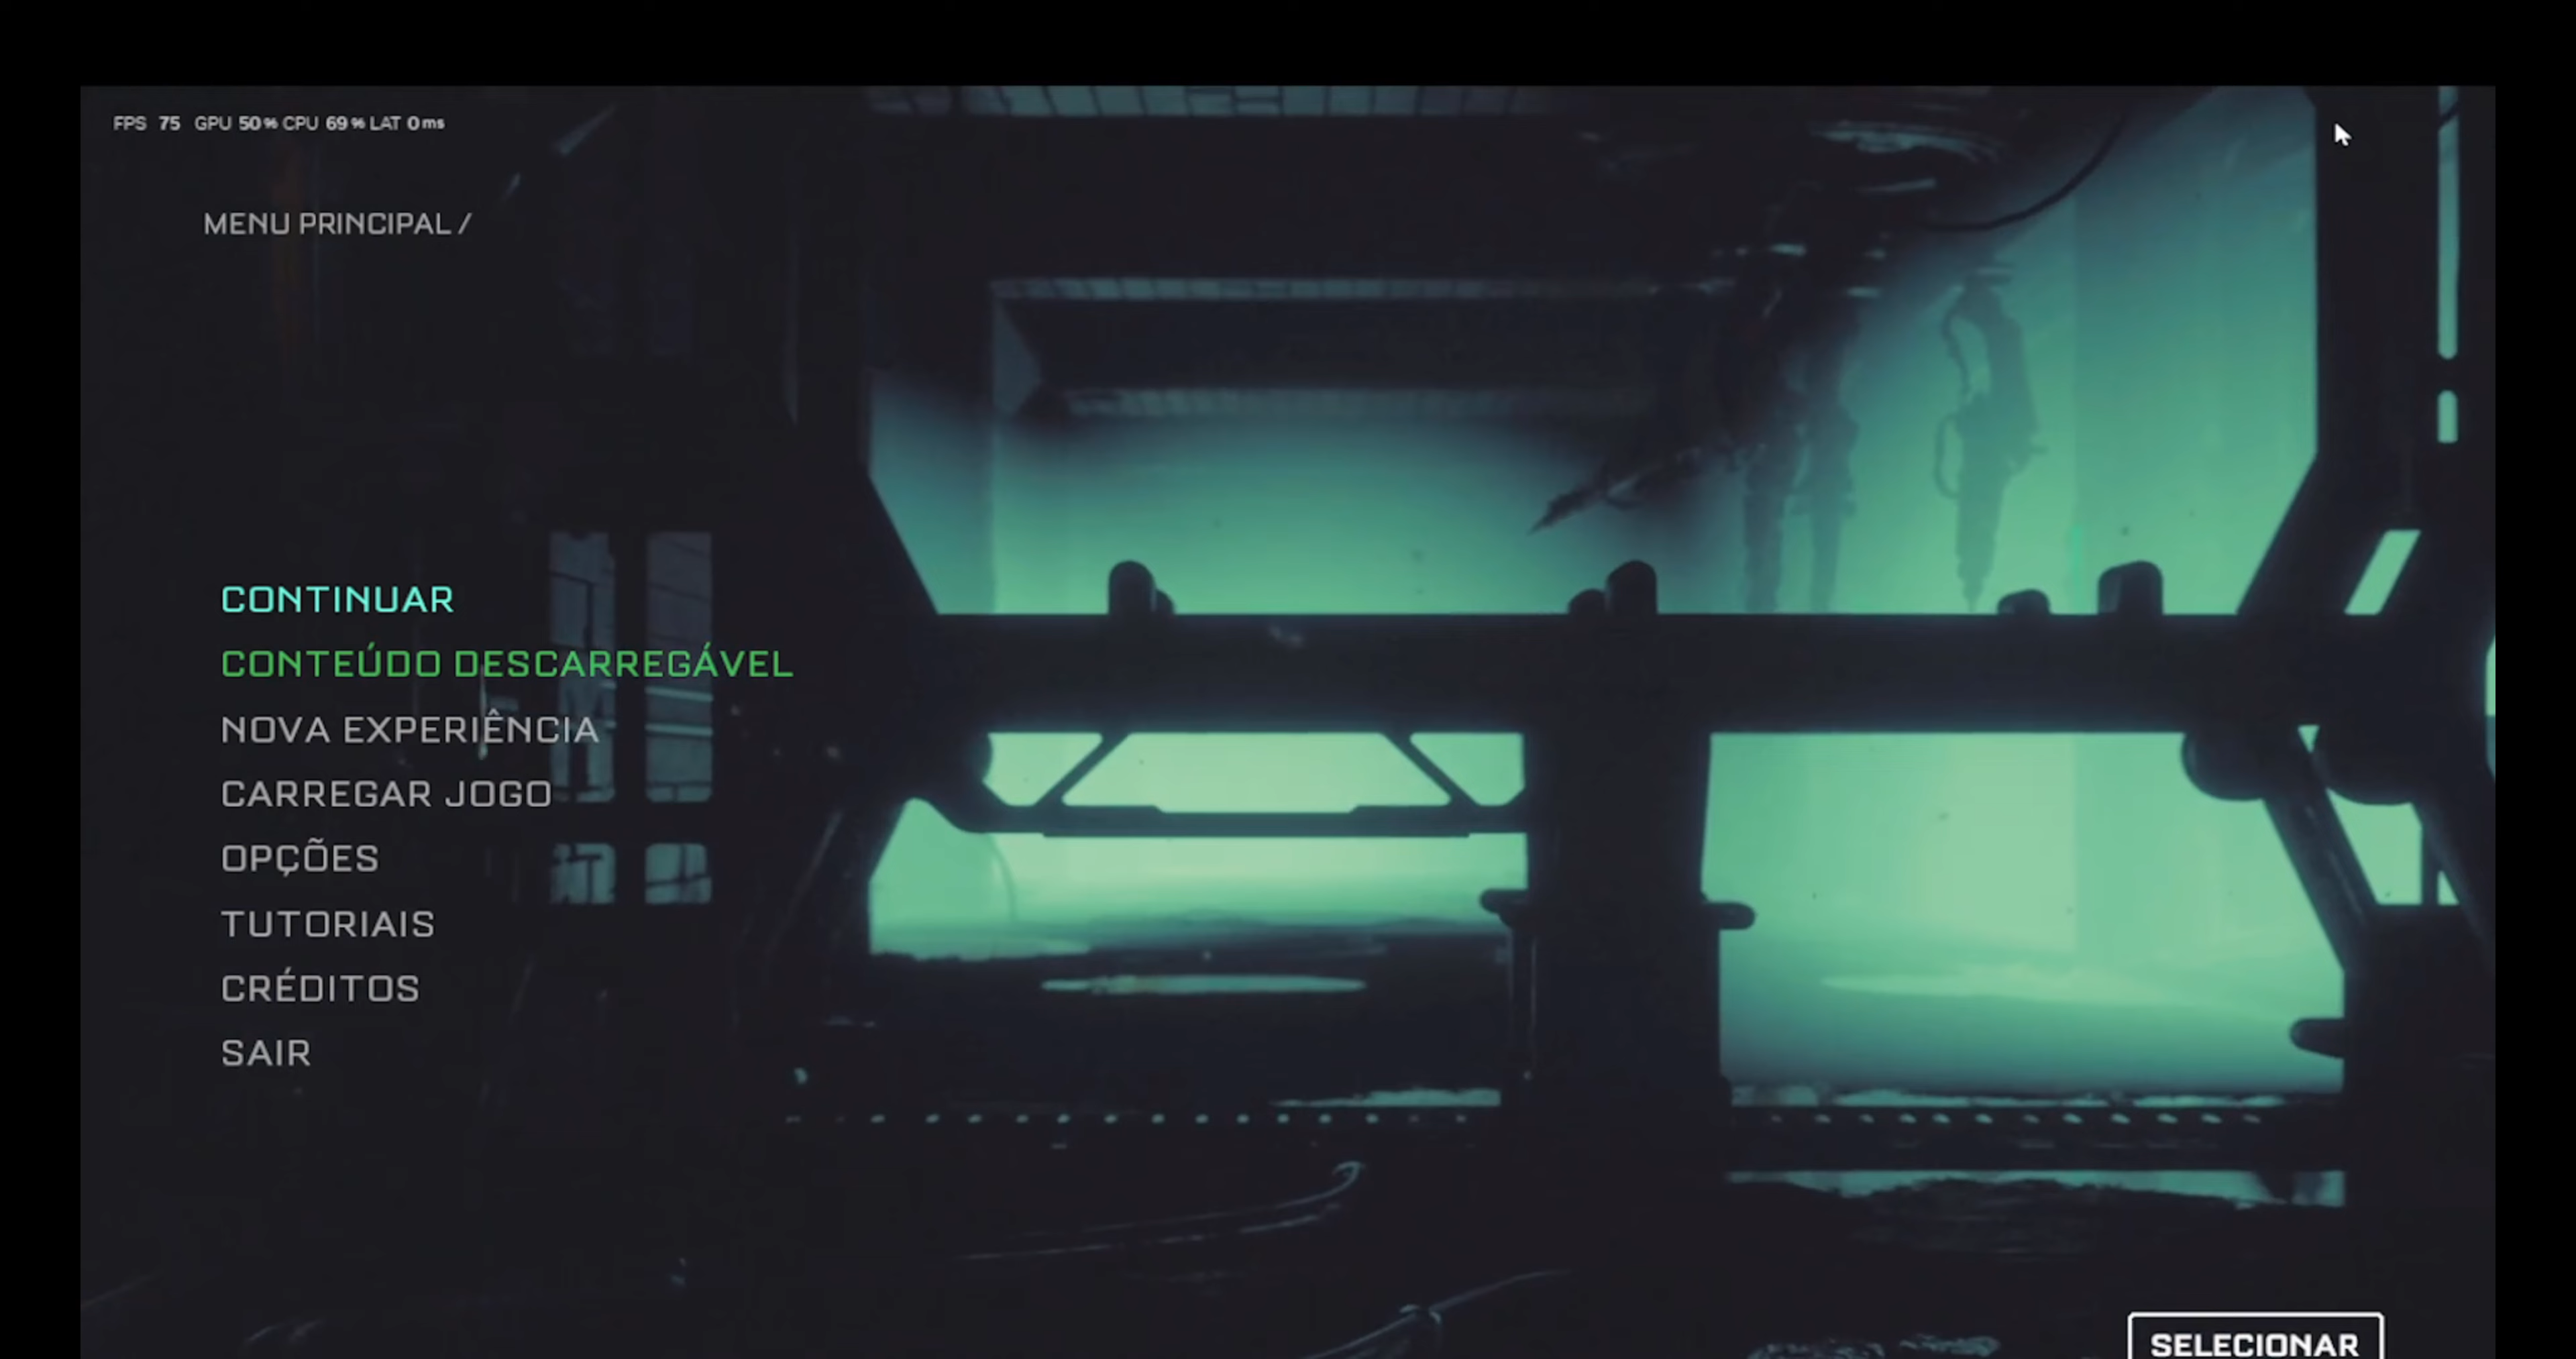 FPS 75 GPU 50% CPU 69% LAT 0ms
MENU PRINCIPAL /
CONTINUAR
CONTEÚDO DESCARREGÁVEL
NOVA EXPERIÊNCIA
CARREGAR JOGO
OPÇÕES
TUTORIAIS
CRÉDITOS
SAIR
SELECIONAR